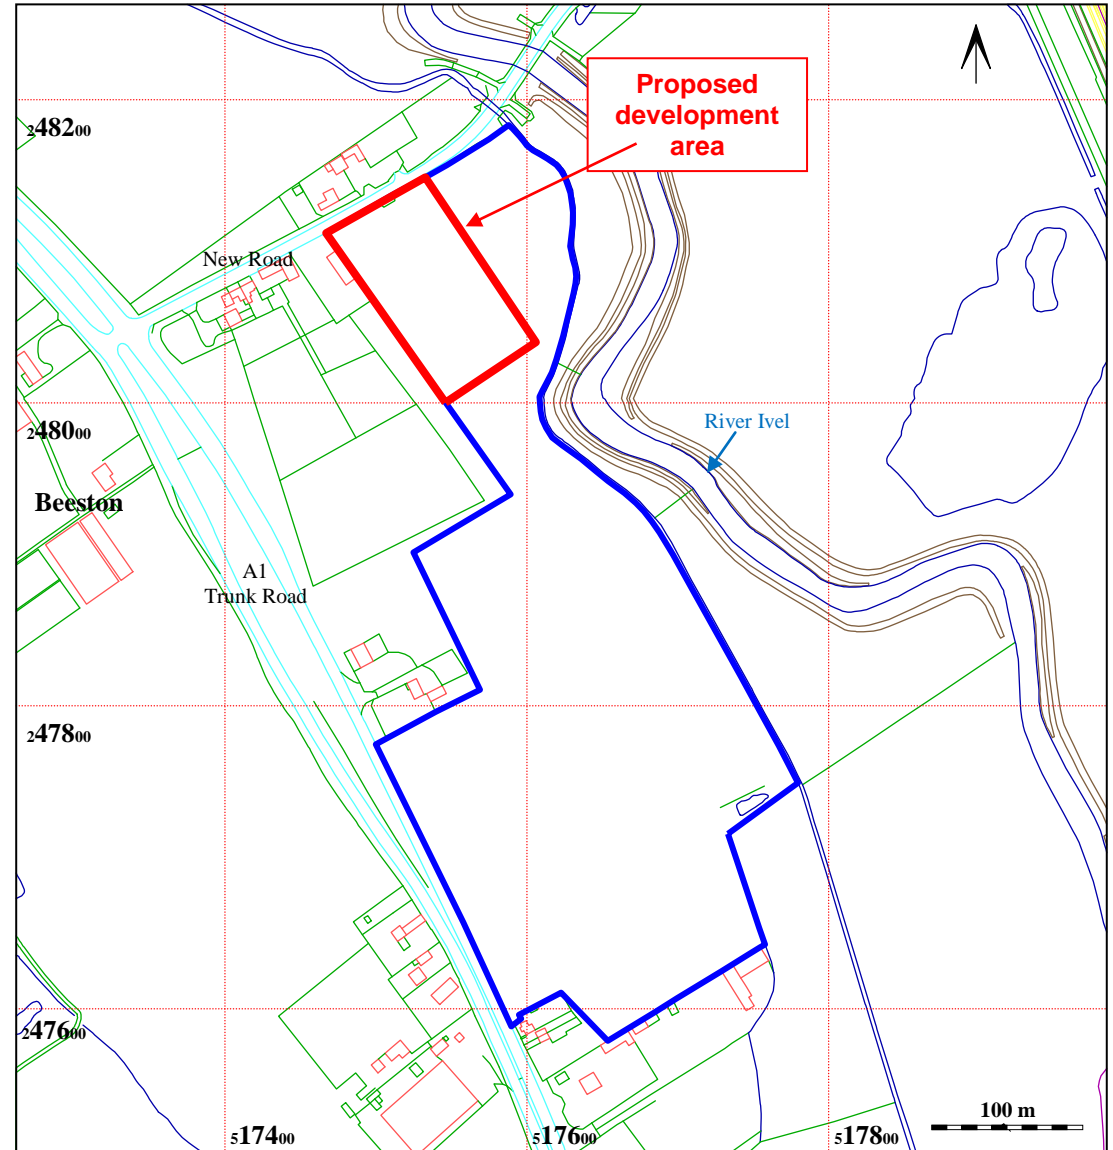 Proposed
development
area
248200
New Road
River Ivel
248000
Beeston
A1
Trunk Road
247800
247600
517400
517600
517800
100 m